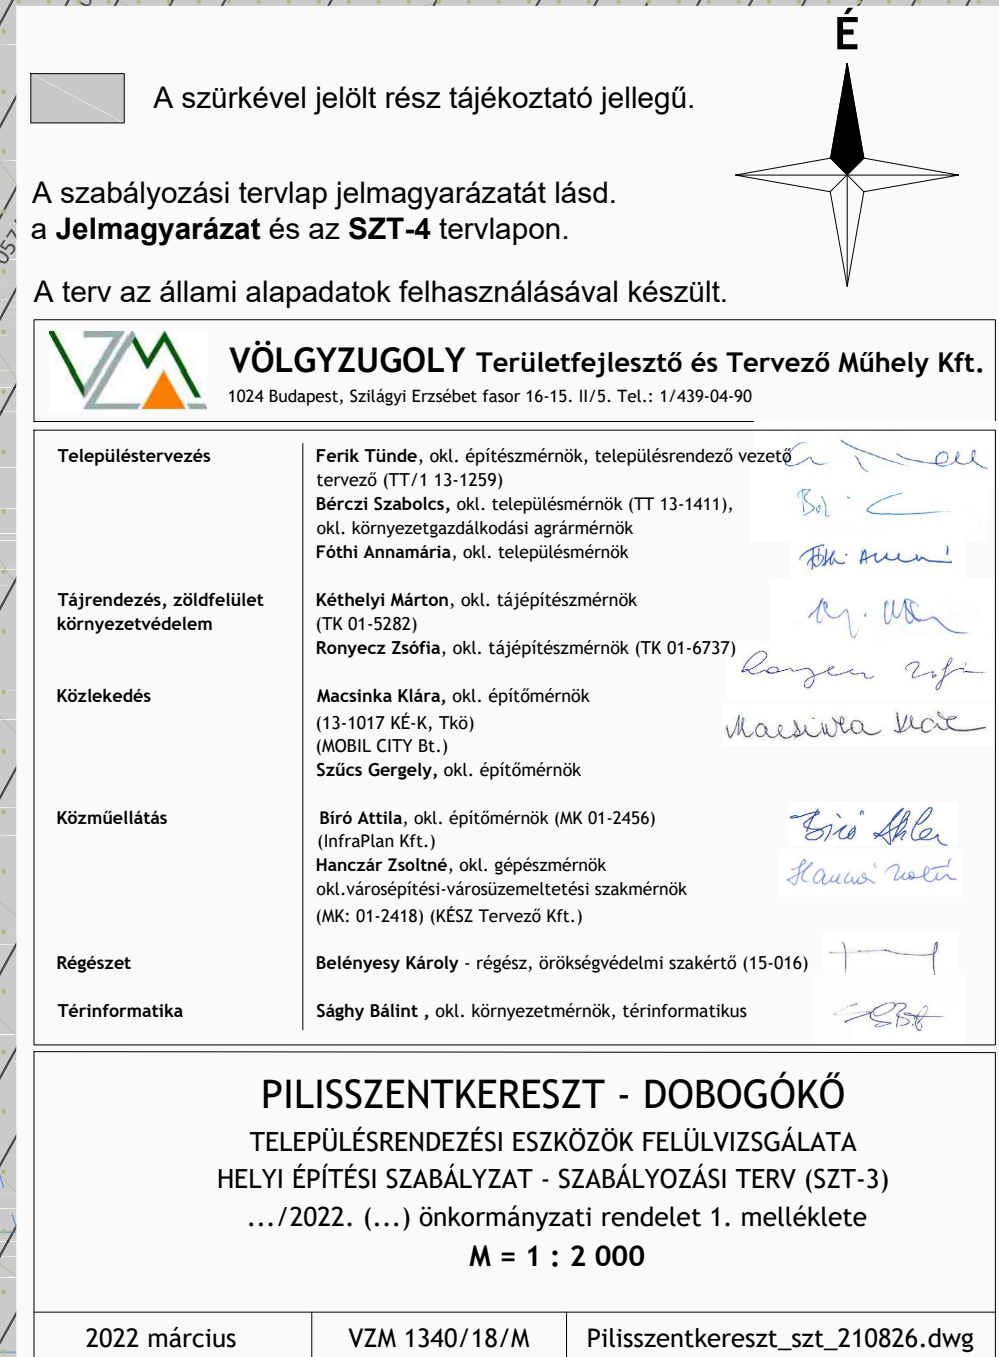 É
A szürkével jelölt rész tájékoztató jellegű.
A szabályozási tervlap jelmagyarázatát lásd.
a Jelmagyarázat és az SZT-4 tervlapon.
A terv az állami alapadatok felhasználásával készült.
VZM
VÖLGYZUGOLY Területfejlesztő és Tervező Műhely Kft.
1024 Budapest, Szilágyi Erzsébet fasor 16-15. II/5. Tel.: 1/439-04-90
Településtervezés
Ferik Tünde, okl. építészmérnök, településrendező vezető
tervező (TT/1 13-1259)
Bérczi Szabolcs, okl. településmérnök (TT 13-1411),
okl. környezetgazdálkodási agrármérnök
Fóthi Annamária, okl. településmérnök
Tájrendezés, zöldfelület
környezetvédelem
Kéthelyi Márton, okl. tájépítészmérnök
(TK 01-5282)
Ronyecz Zsófia, okl. tájépítészmérnök (TK 01-6737)
Közlekedés
Macsinka Klára, okl. építőmérnök
(13-1017 KÉ-K, Tkö)
(MOBIL CITY Bt.)
Szűcs Gergely, okl. építőmérnök
Közműellátás
Bíró Attila, okl. építőmérnök (MK 01-2456)
(InfraPlan Kft.)
Hanczár Zsoltné, okl. gépészmérnök
okl.városépítési-városüzemeltetési szakmérnök
(MK: 01-2418) (KÉSZ Tervező Kft.)
Régészet
Belényesy Károly - régész, örökségvédelmi szakértő (15-016)
Térinformatika
Sághy Bálint , okl. környezetmérnök, térinformatikus
PILISSZENTKERESZT - DOBOGÓKŐ
TELEPÜLÉSRENDEZÉSI ESZKÖZÖK FELÜLVIZSGÁLATA
HELYI ÉPÍTÉSI SZABÁLYZAT - SZABÁLYOZÁSI TERV (SZT-3)
.../2022. (...) önkormányzati rendelet 1. melléklete
M = 1 : 2 000
2022 március
VZM 1340/18/M
Pilisszentkereszt_szt_210826.dwg